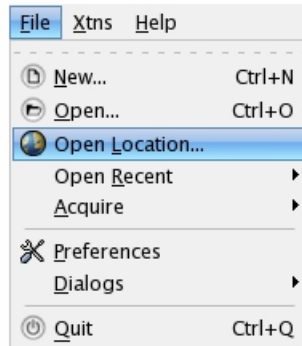 File Xtns Help
New... Ctrl+N
Open... Ctrl+O
Open Location...
Open Recent
Acquire
Preferences
Dialogs
Quit Ctrl+Q